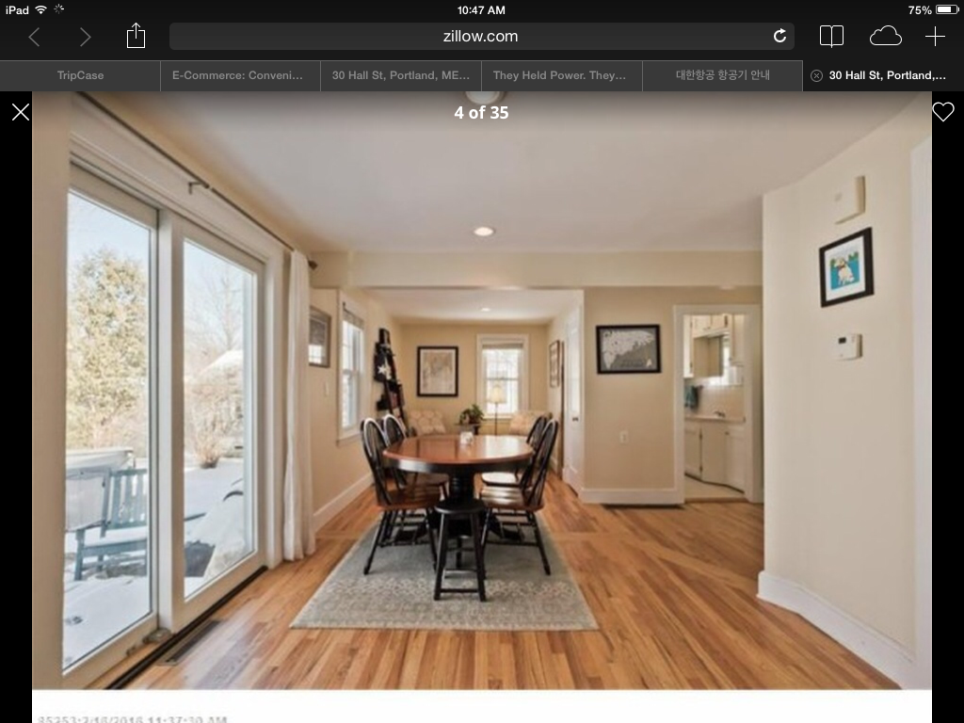 iPad 10:47 AM 75%
zillow.com
TripCase
E-Commerce: Conveni...
30 Hall St, Portland, ME...
They Held Power. They...
대한항공 항공기 안내
30 Hall St, Portland,...
4 of 35